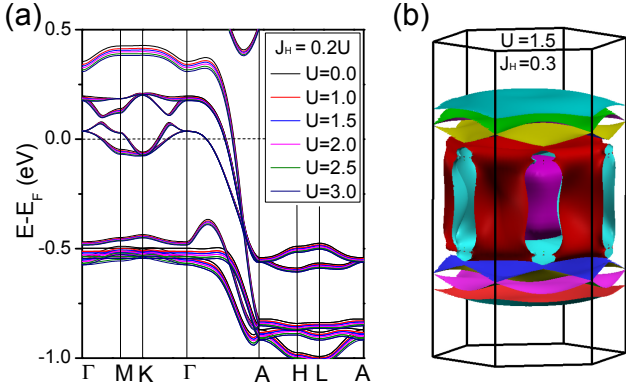 (a)
(b)
E-E_F (eV)
0.5
0.0
-0.5
-1.0
J_H = 0.2U
U=0.0
U=1.0
U=1.5
U=2.0
U=2.5
U=3.0
Γ M K Γ A H L A
U=1.5
J_H=0.3